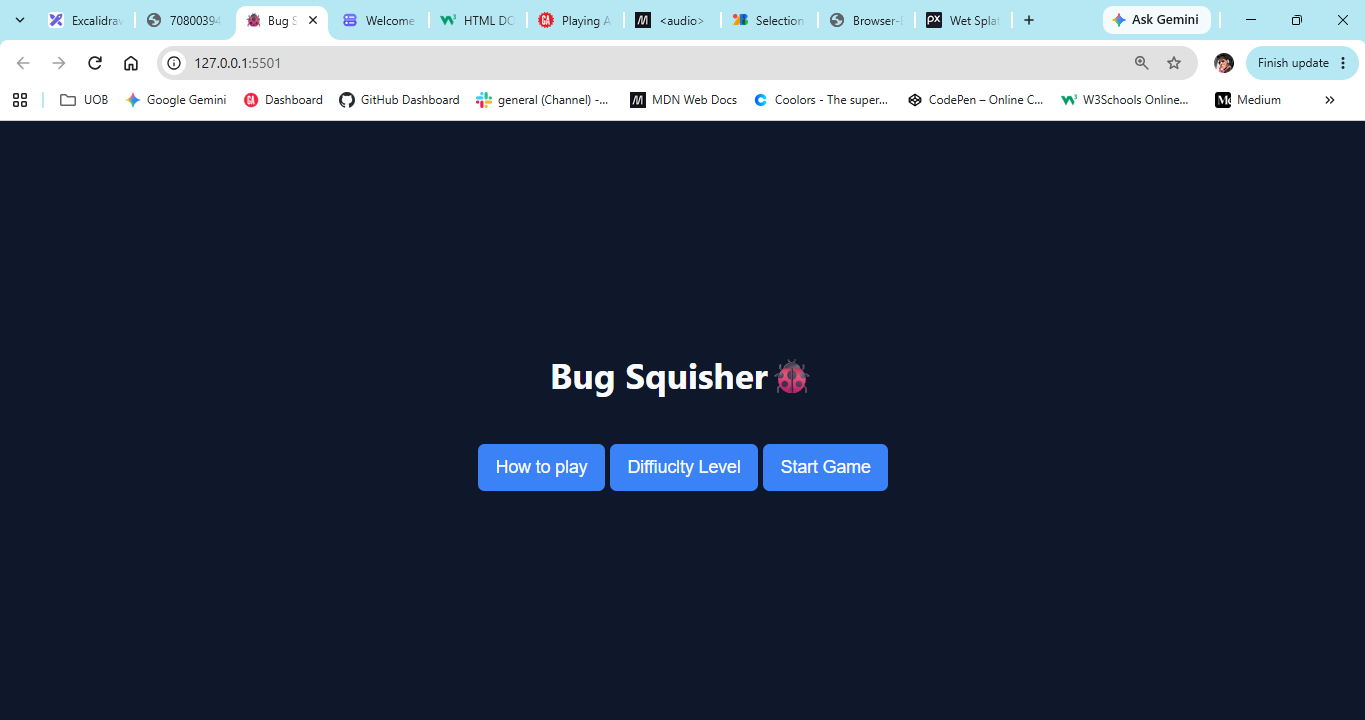 Excalidraw
70800394
Bug S
Welcome
HTML DO
Playing A
<audio>
Selection
Browser-E
Wet Splat
Ask Gemini
127.0.0.1:5501
Finish update
UOB
Google Gemini
Dashboard
GitHub Dashboard
general (Channel) -...
MDN Web Docs
Coolors - The super...
CodePen – Online C...
W3Schools Online...
Medium
Bug Squisher
How to play
Diffiuclty Level
Start Game